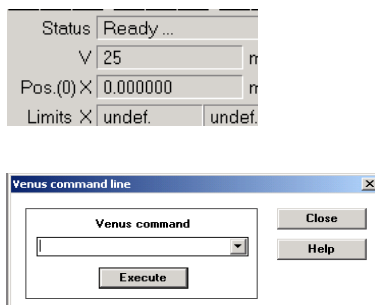 Status Ready ...
V 25
Pos.(0) X 0.000000
Limits X undef. undef.
Venus command line
Venus command
Close
Help
Execute